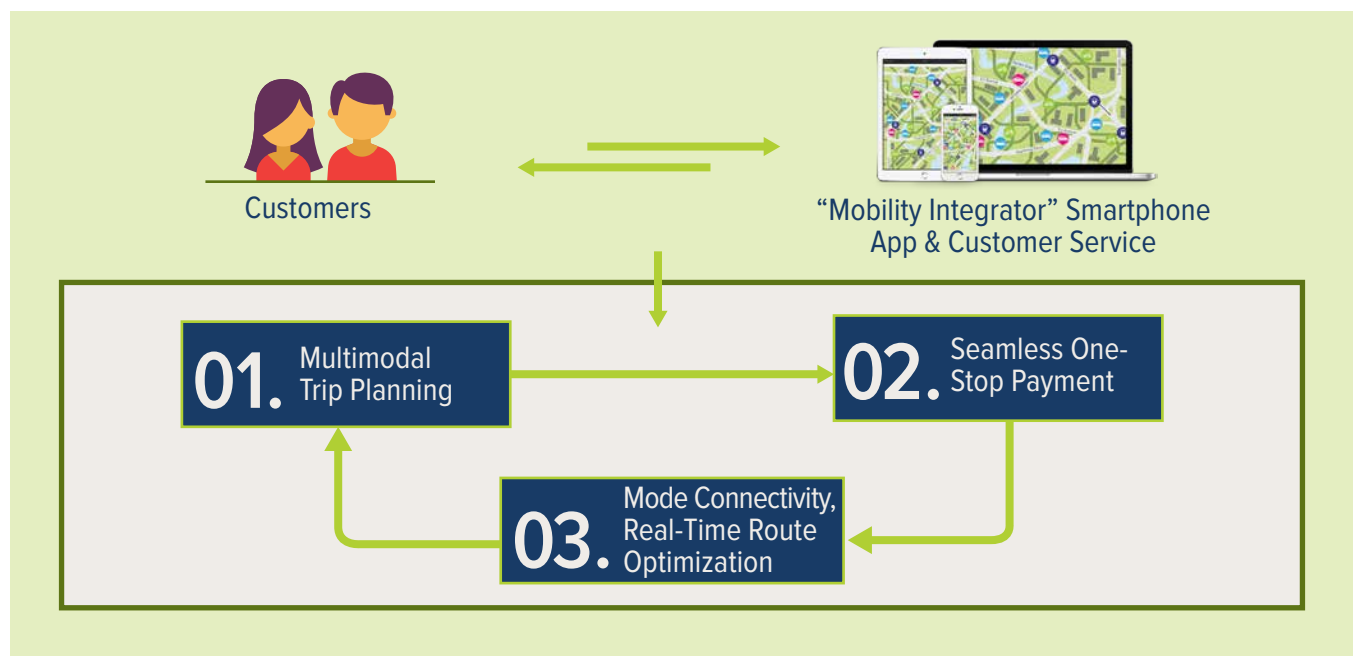 Customers
“Mobility Integrator” Smartphone
App & Customer Service
01. Multimodal
Trip Planning
02. Seamless One-
Stop Payment
03. Mode Connectivity,
Real-Time Route
Optimization